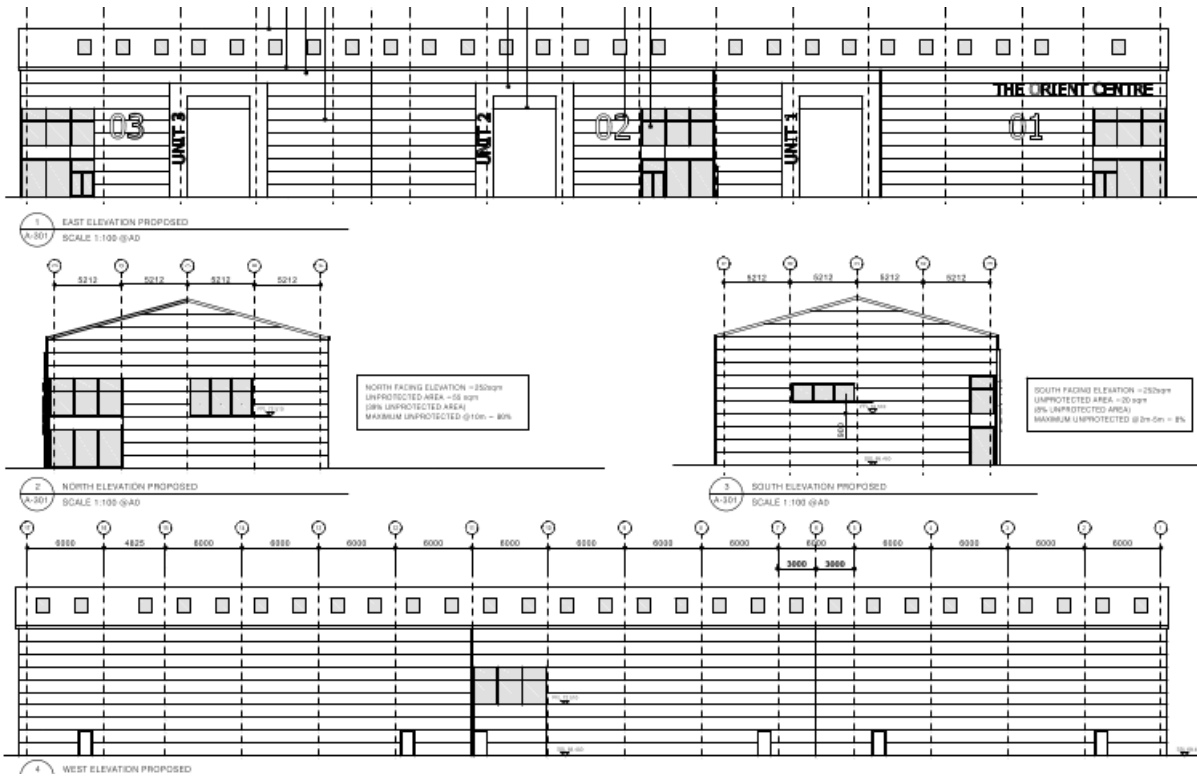 THE ORIENT CENTRE
03
UNIT 3
UNIT 2
02
UNIT 1
01
1
A-301
EAST ELEVATION PROPOSED
SCALE 1:100 @A0
5212 5212 5212 5212
5212 5212 5212 5212
NORTH FACING ELEVATION =252sqm
UNPROTECTED AREA =55 sqm
MAXIMUM UNPROTECTED @10m = 80%
SOUTH FACING ELEVATION =252sqm
UNPROTECTED AREA =20 sqm
(8% UNPROTECTED AREA)
MAXIMUM UNPROTECTED @2m-5m = 8%
900
2
A-301
NORTH ELEVATION PROPOSED
SCALE 1:100 @A0
3
A-301
SOUTH ELEVATION PROPOSED
SCALE 1:100 @A0
6000 4825 6000 6000 6000 6000 6000 6000 6000 6000 6000 6000 6000 6000 6000
3000 3000
4
WEST ELEVATION PROPOSED